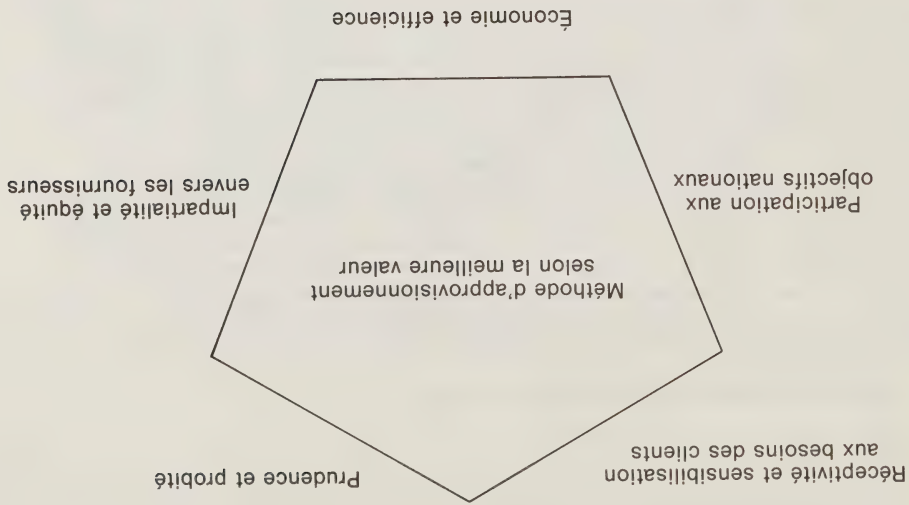 Économie et efficience
Participation aux
objectifs nationaux
Impartialité et équité
envers les fournisseurs
Méthode d'approvisionnement
selon la meilleure valeur
Réceptivité et sensibilisation
aux besoins des clients
Prudence et probité